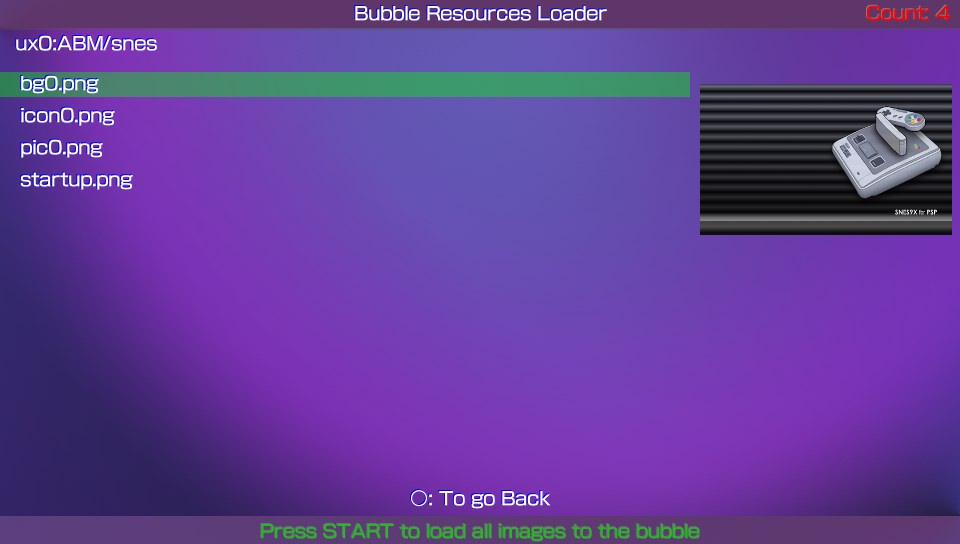 Bubble Resources Loader
Count: 4
ux0:ABM/snes
bg0.png
icon0.png
pic0.png
startup.png
SNES9X for PSP
○: To go Back
Press START to load all images to the bubble